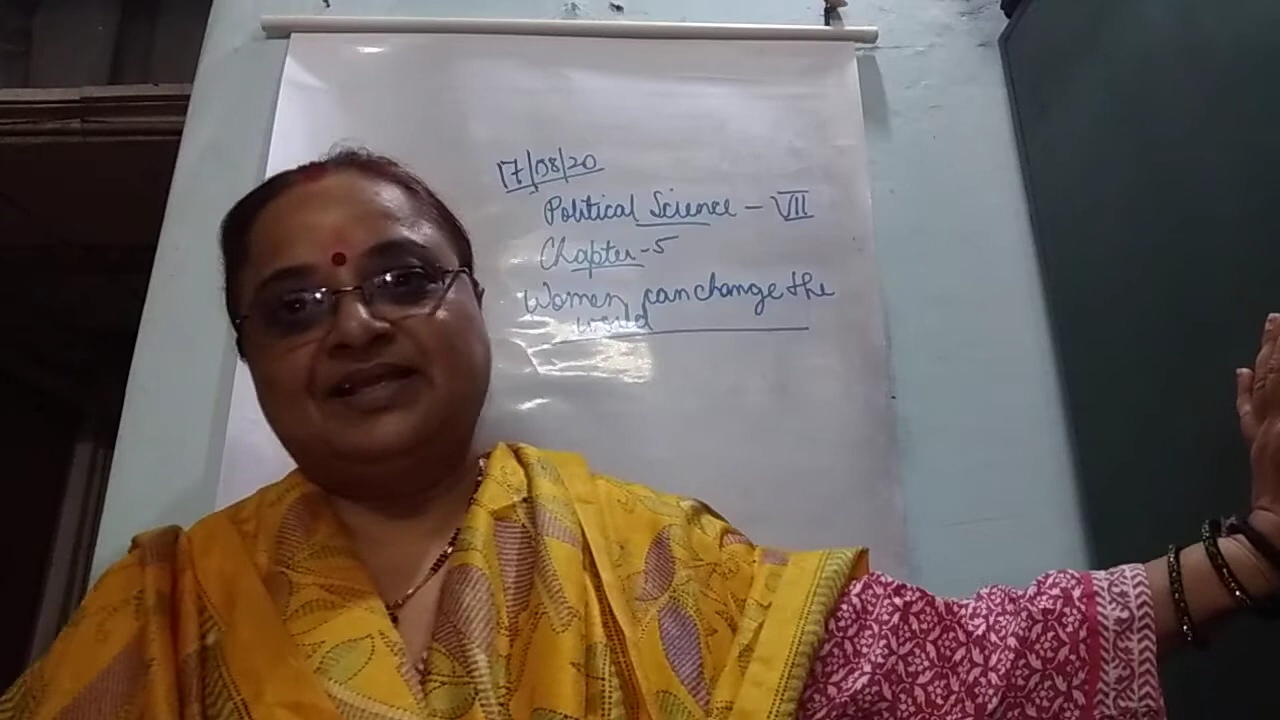 17/08/20
Political Science - VII
Chapter-5
Women can change the
world